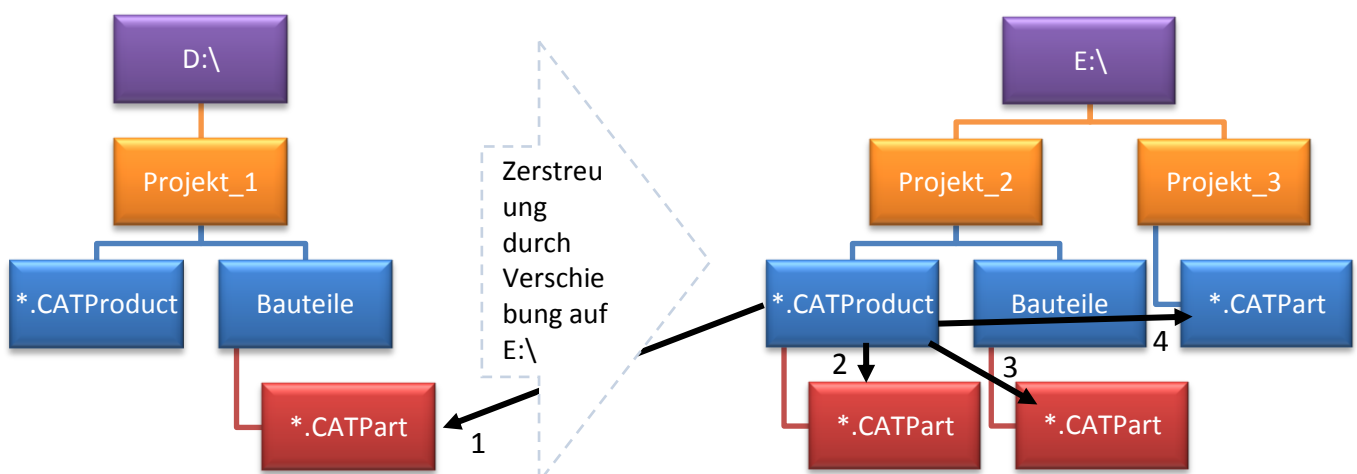 D:\
E:\
Projekt_1
Projekt_2
Projekt_3
Zerstreu
ung
durch
Verschie
bung auf
E:\
*.CATProduct
Bauteile
*.CATProduct
Bauteile
*.CATPart
4
2
3
*.CATPart
1
*.CATPart
*.CATPart